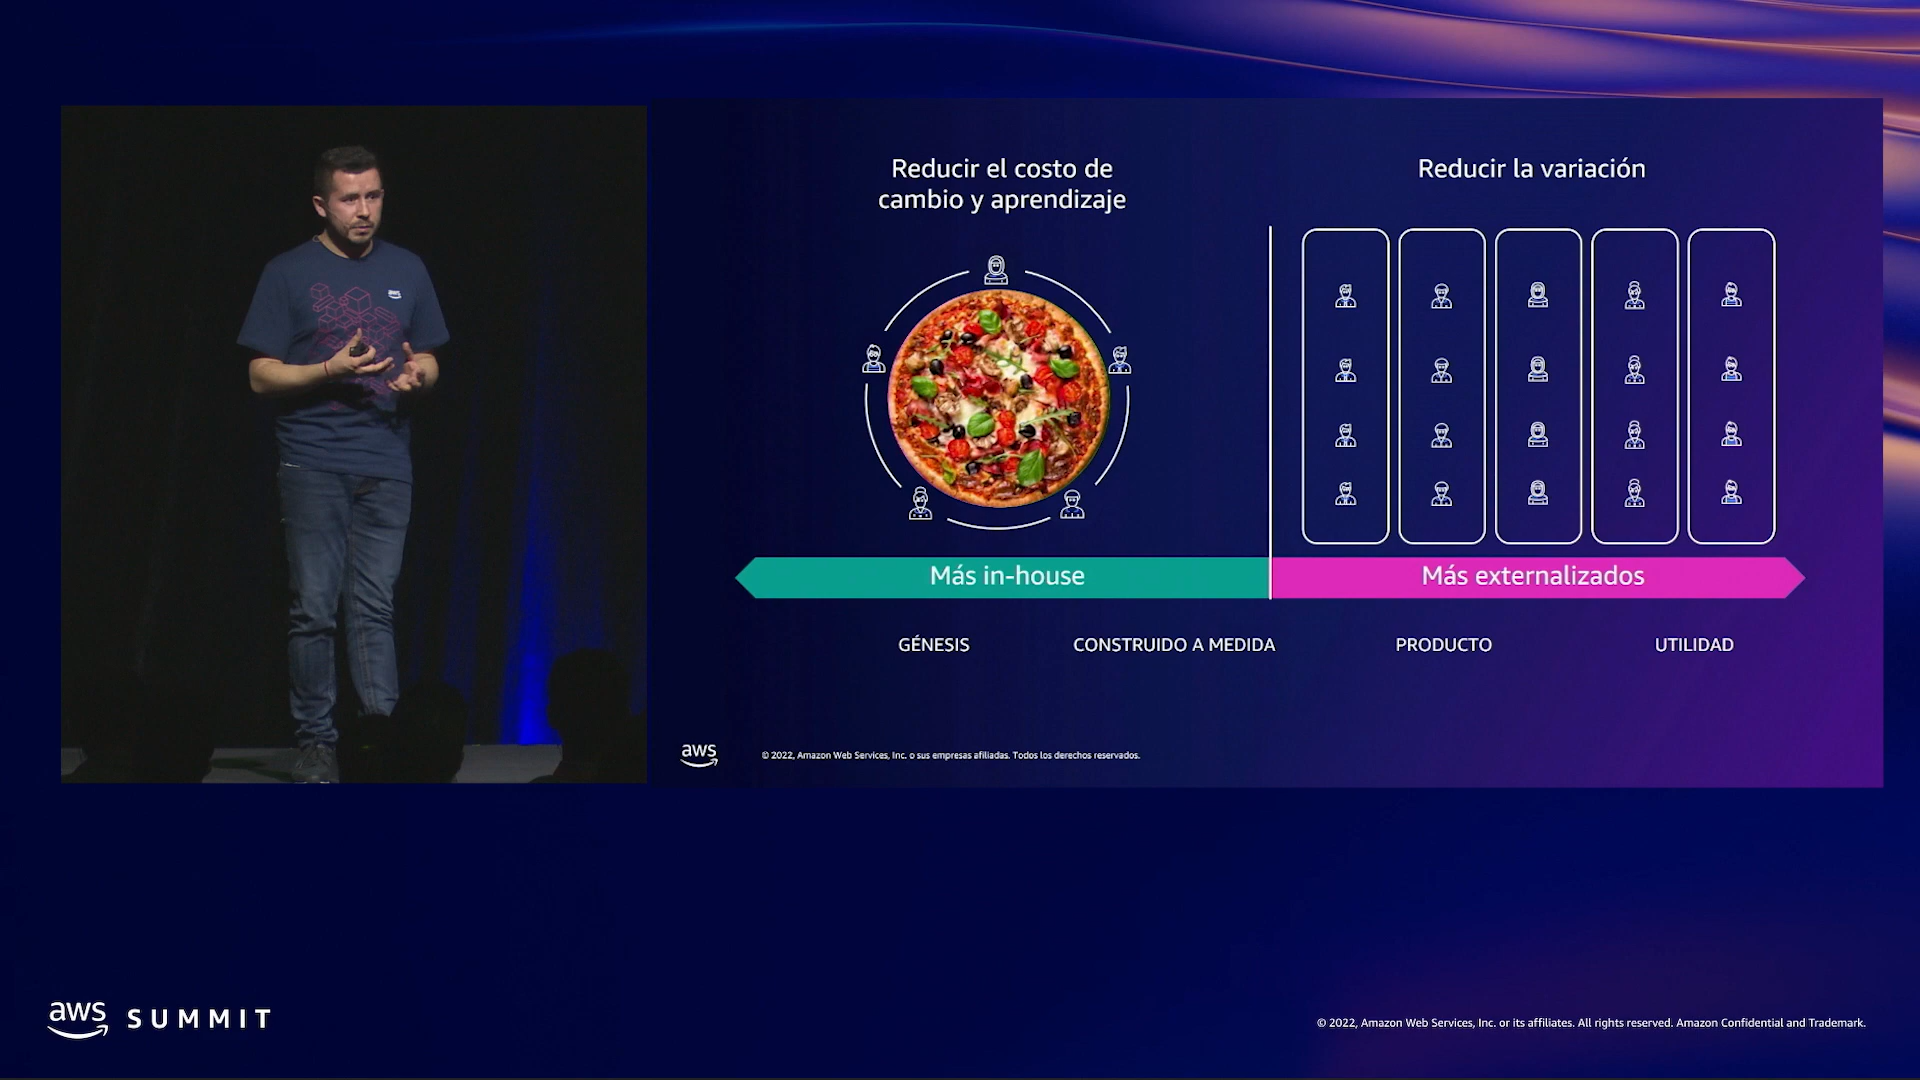 Reducir el costo de
cambio y aprendizaje
Reducir la variación
Más in-house
Más externalizados
GÉNESIS
CONSTRUIDO A MEDIDA
PRODUCTO
UTILIDAD
aws
© 2022, Amazon Web Services, Inc. o sus empresas afiliadas. Todos los derechos reservados.
aws
aws SUMMIT
© 2022, Amazon Web Services, Inc. or its affiliates. All rights reserved. Amazon Confidential and Trademark.